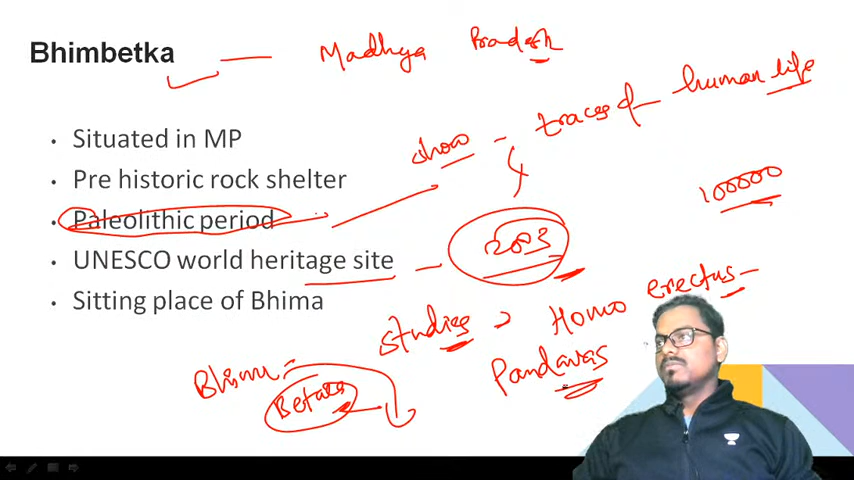 Bhimbetka — Madhya Pradesh
show - traces of human life
• Situated in MP
• Pre historic rock shelter
100000
• Paleolithic period
• UNESCO world heritage site - 2003
• Sitting place of Bhima
studies > Homo erectus
Pandavas
Bhima =